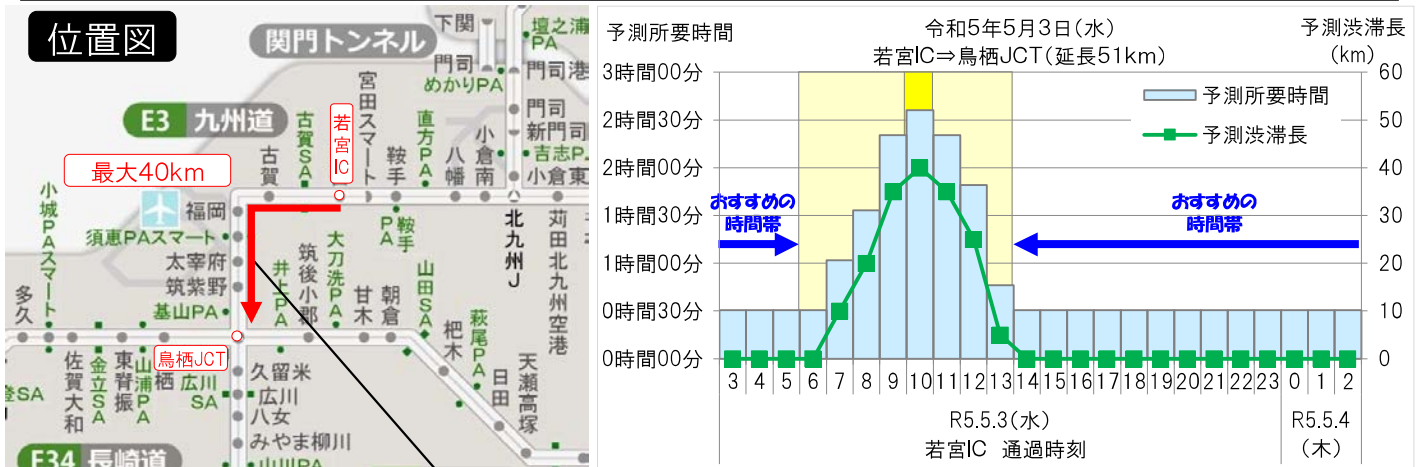 位置図
関門トンネル
下関
壇之浦PA
門司
めかりPA
門司港
E3 九州道
古賀SA
若宮IC
宮田スマート
直方PA
門司
新門司
吉志P
小倉東
最大40km
古賀
鞍手
八幡
小倉南
小城PAスマート
福岡
須恵PAスマート
太宰府
筑紫野
基山PA
井上PA
筑後小郡
大刀洗PA
甘木
鞍手PA
朝倉
山田SA
杷木
萩尾PA
日田
天瀬高塚
北九州J
苅田北九州空港
多久
鳥栖JCT
佐賀大和
金立SA
東脊振
山浦PA
栖
広川SA
久留米
広川
八女
みやま柳川
山川PA
SA
E34 長崎道
予測所要時間
令和5年5月3日(水)
若宮IC⇒鳥栖JCT(延長51km)
予測渋滞長
(km)
3時間00分
2時間30分
2時間00分
1時間30分
1時間00分
0時間30分
0時間00分
60
50
40
30
20
10
0
予測所要時間
予測渋滞長
おすすめの
時間帯
おすすめの
時間帯
3 4 5 6 7 8 9 10 11 12 13 14 15 16 17 18 19 20 21 22 23 0 1 2
R5.5.3(水)
R5.5.4
(木)
若宮IC 通過時刻